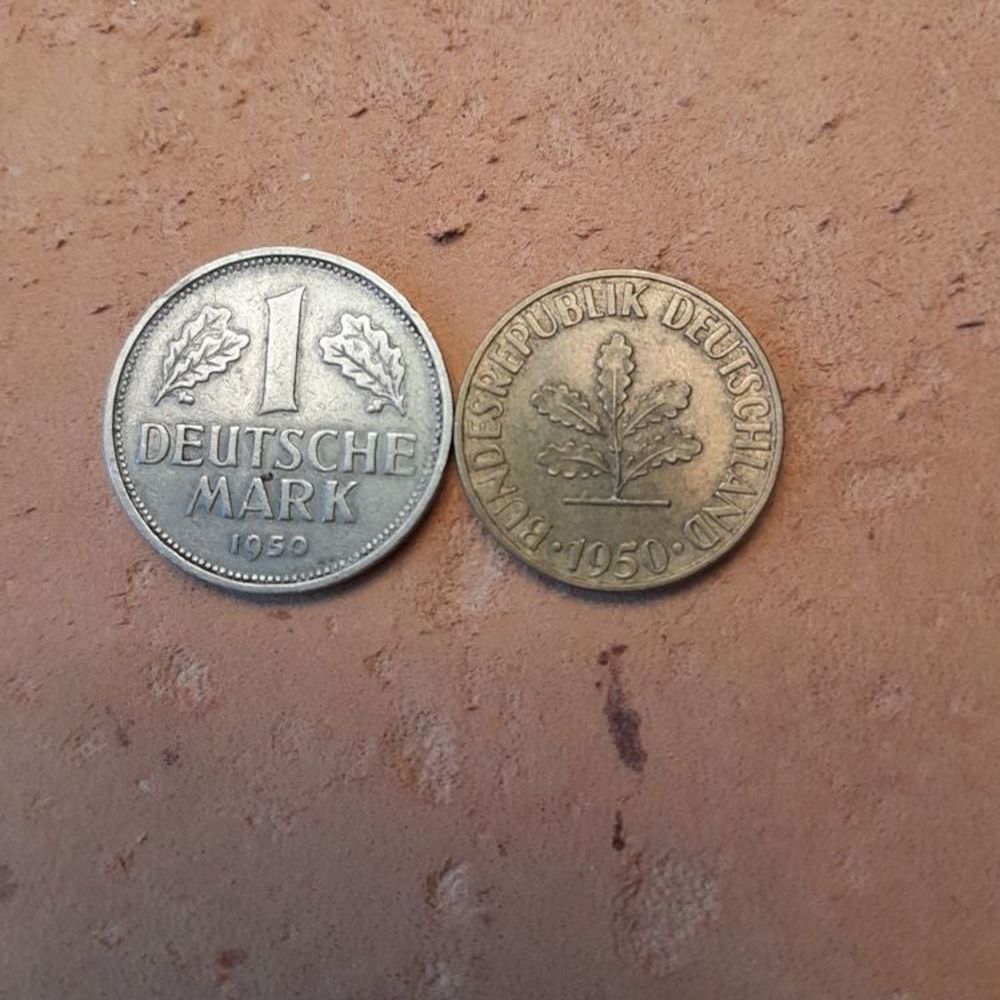 1
DEUTSCHE
MARK
1950
BUNDESREPUBLIK DEUTSCHLAND
·1950·